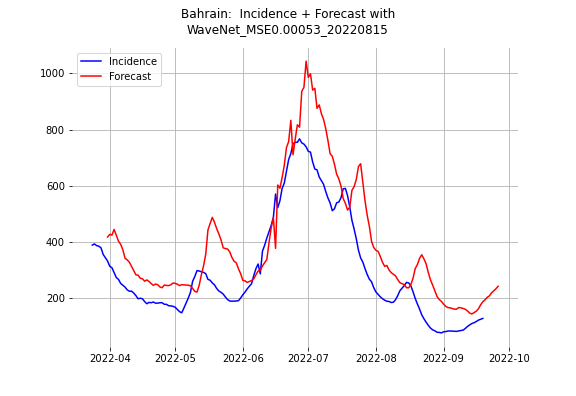 Bahrain:  Incidence + Forecast with
WaveNet_MSE0.00053_20220815
Incidence
Forecast
1000
800
600
400
200
2022-04 2022-05 2022-06 2022-07 2022-08 2022-09 2022-10